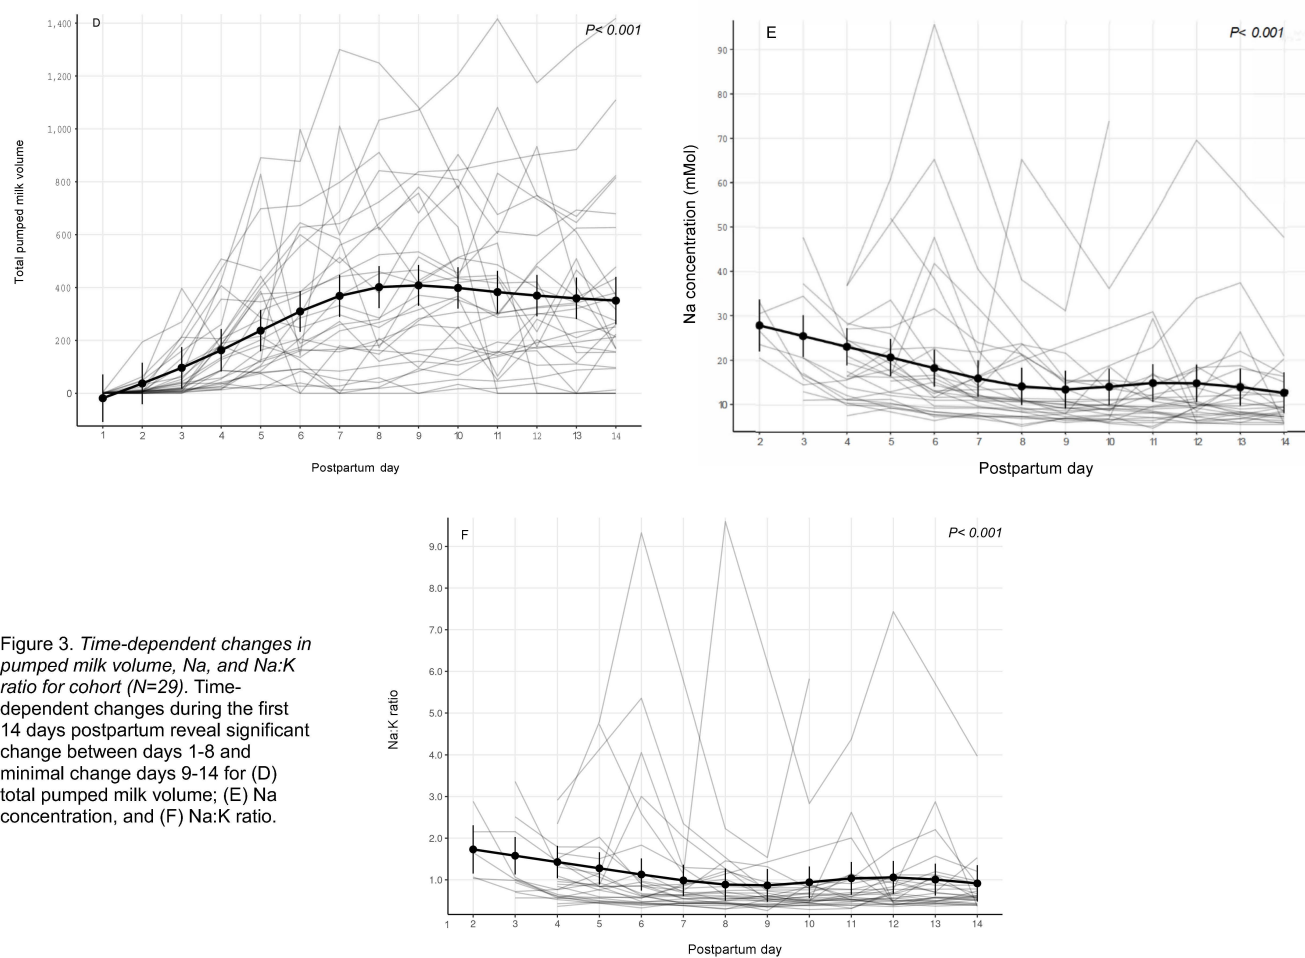 D
P< 0.001
Total pumped milk volume
1,400
1,200
1,000
800
600
400
200
0
1 2 3 4 5 6 7 8 9 10 11 12 13 14
Postpartum day
E
P< 0.001
Na concentration (mMol)
90
80
70
60
50
40
30
20
10
2 3 4 5 6 7 8 9 10 11 12 13 14
Postpartum day
F
P< 0.001
Na:K ratio
9.0
8.0
7.0
6.0
5.0
4.0
3.0
2.0
1.0
1 2 3 4 5 6 7 8 9 10 11 12 13 14
Postpartum day
Figure 3. Time-dependent changes in
pumped milk volume, Na, and Na:K
ratio for cohort (N=29). Time-
dependent changes during the first
14 days postpartum reveal significant
change between days 1-8 and
minimal change days 9-14 for (D)
total pumped milk volume; (E) Na
concentration, and (F) Na:K ratio.